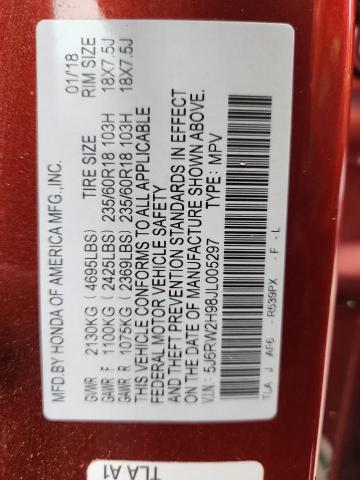 MFD.BY HONDA OF AMERICA MFG.,INC. 01/18
TIRE SIZE RIM SIZE
GVWR 2130KG ( 4695LBS)
GAWR F 1100KG ( 2425LBS) 235/60R18 103H 18X7.5J
GAWR R 1075KG ( 2369LBS) 235/60R18 103H 18X7.5J
THIS VEHICLE CONFORMS TO ALL APPLICABLE
FEDERAL MOTOR VEHICLE SAFETY
AND THEFT PREVENTION STANDARDS IN EFFECT
ON THE DATE OF MANUFACTURE SHOWN ABOVE.
V.I.N: 5J6RW2H98JL005297 MPV
TLA J AF6 - R539PX - F - L
TLA A1